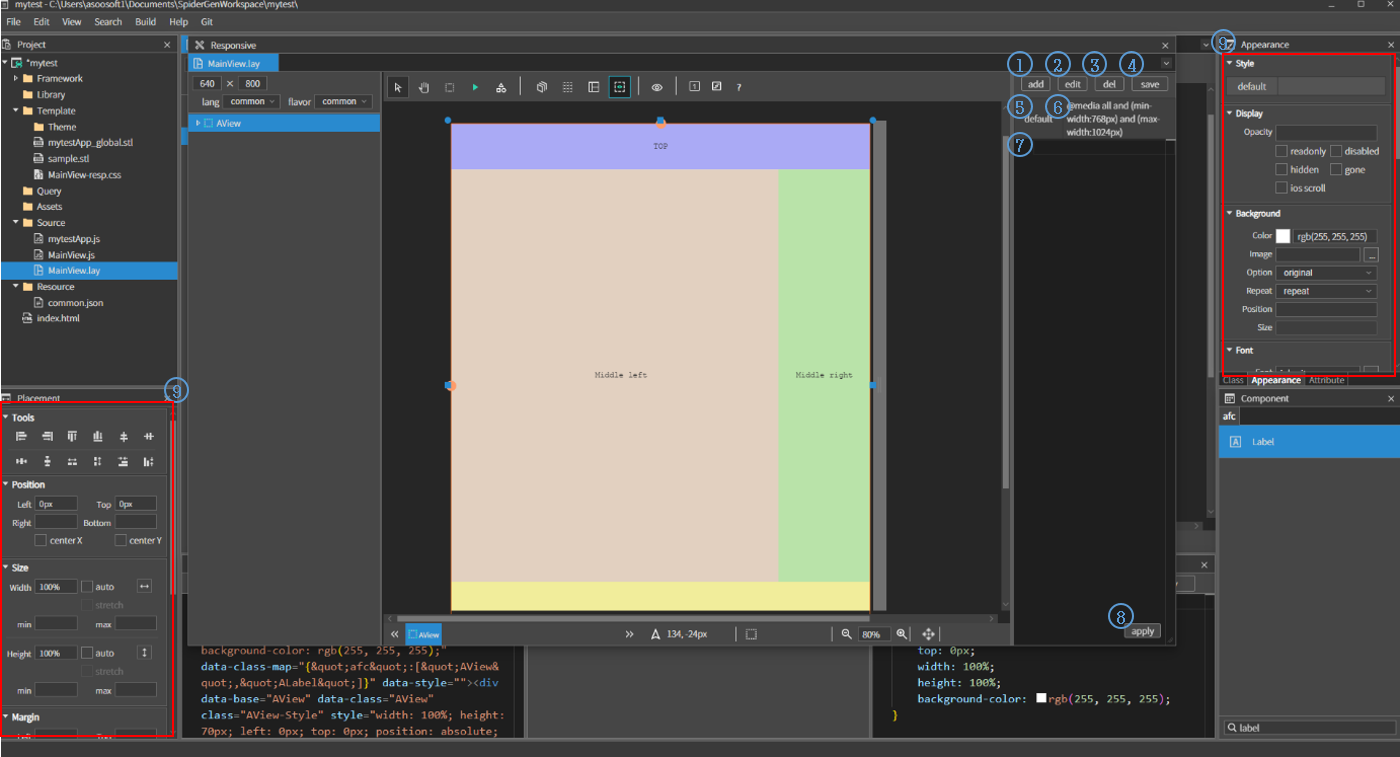 mytest - C:\Users\asoosoft1\Documents\SpiderGenWorkspace\mytest\
File Edit View Search Build Help Git
Project
*mytest
Framework
Library
Template
Theme
mytestApp_global.stl
sample.stl
MainView-resp.css
Query
Assets
Source
mytestApp.js
MainView.js
MainView.lay
Resource
common.json
index.html
⑨
Placement
Tools
Position
Left 0px Top 0px
Right Bottom
center X center Y
Size
Width 100% auto
stretch
min max
Height 100% auto
stretch
min max
Margin
Responsive
MainView.lay
640 × 800
lang common flavor common
AView
?
TOP
Middle left
Middle right
AView
134, -24px
80%
① ② ③ ④
add edit del save
⑤ ⑥
default
@media all and (min-
width:768px) and (max-
width:1024px)
⑦
⑧
apply
background-color: rgb(255, 255, 255);"
data-class-map="{&quot;afc&quot;:[&quot;AView&
quot;,&quot;ALabel&quot;]}" data-style=""><div
data-base="AView" data-class="AView"
class="AView-Style" style="width: 100%; height:
70px; left: 0px; top: 0px; position: absolute;
top: 0px;
width: 100%;
height: 100%;
background-color: rgb(255, 255, 255);
}
⑨
Appearance
Style
default
Display
Opacity
readonly disabled
hidden gone
ios scroll
Background
Color rgb(255, 255, 255)
Image ...
Option original
Repeat repeat
Position
Size
Font
Class Appearance Attribute
Component
afc
Label
label